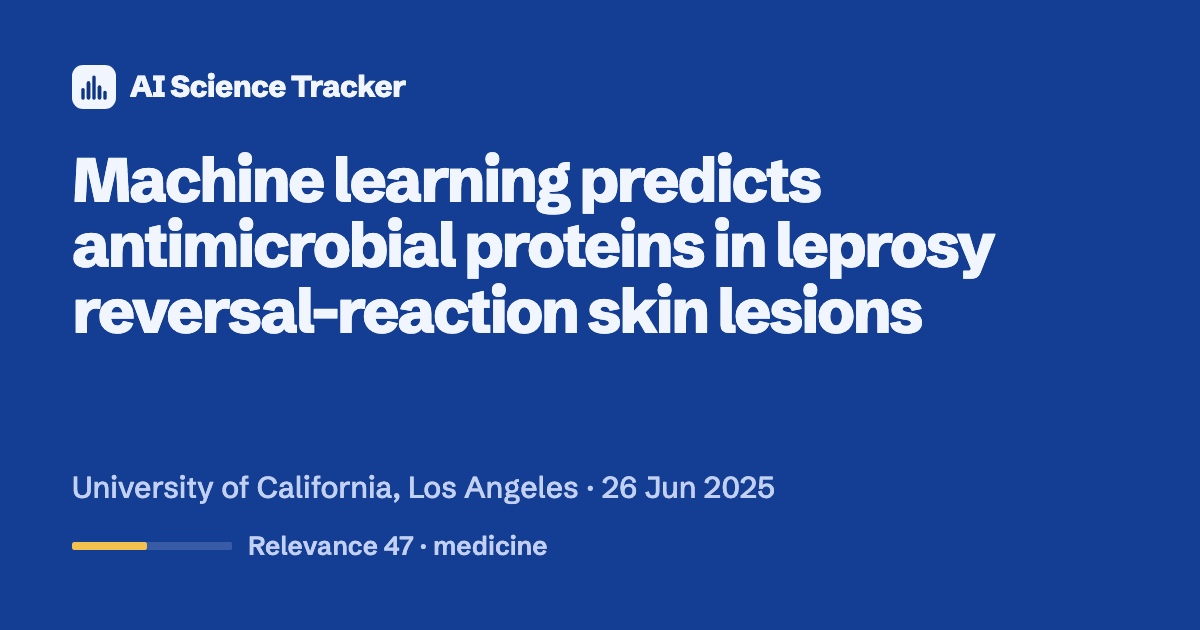 AI Science Tracker
Machine learning predicts
antimicrobial proteins in leprosy
reversal-reaction skin lesions
University of California, Los Angeles · 26 Jun 2025
Relevance 47 · medicine